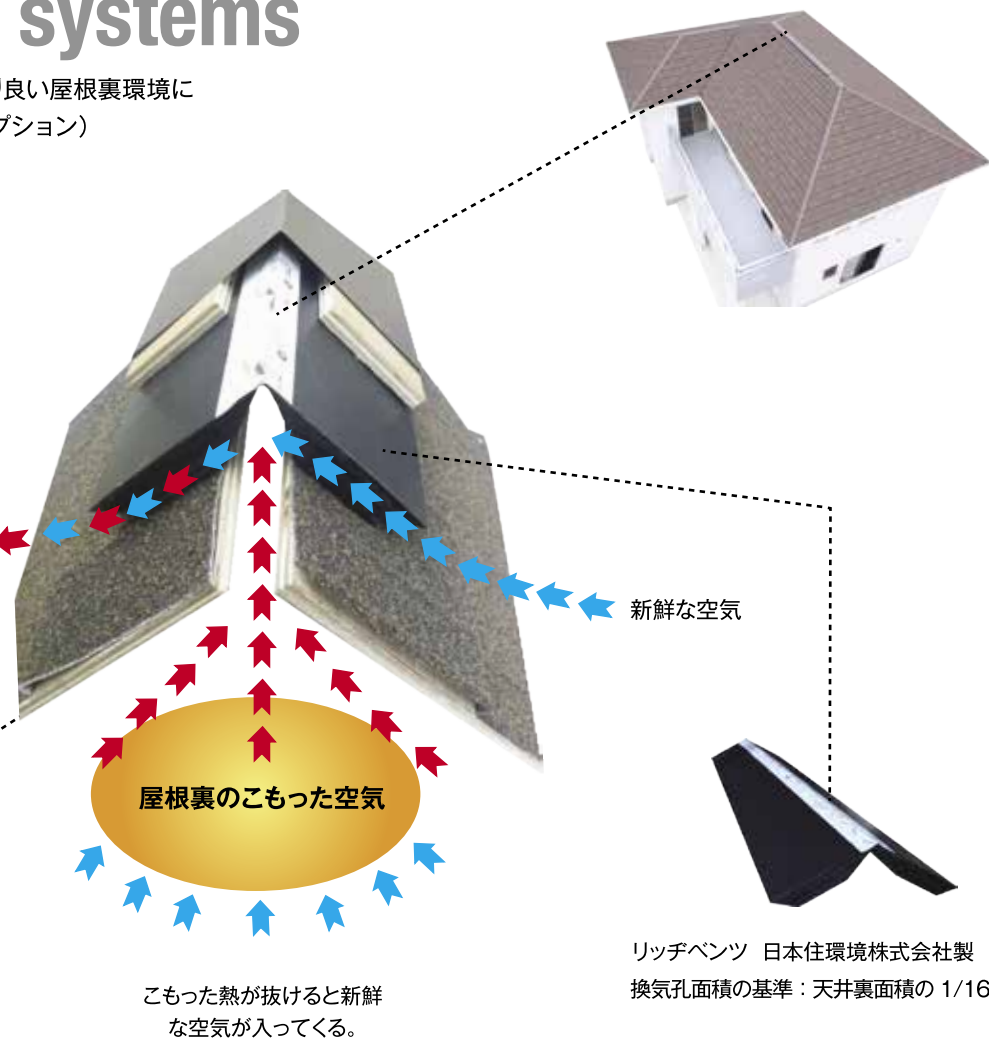 systems
良い屋根裏環境に
プション）
新鮮な空気
屋根裏のこもった空気
こもった熱が抜けると新鮮
な空気が入ってくる。
リッヂベンツ 日本住環境株式会社製
換気孔面積の基準：天井裏面積の 1/16